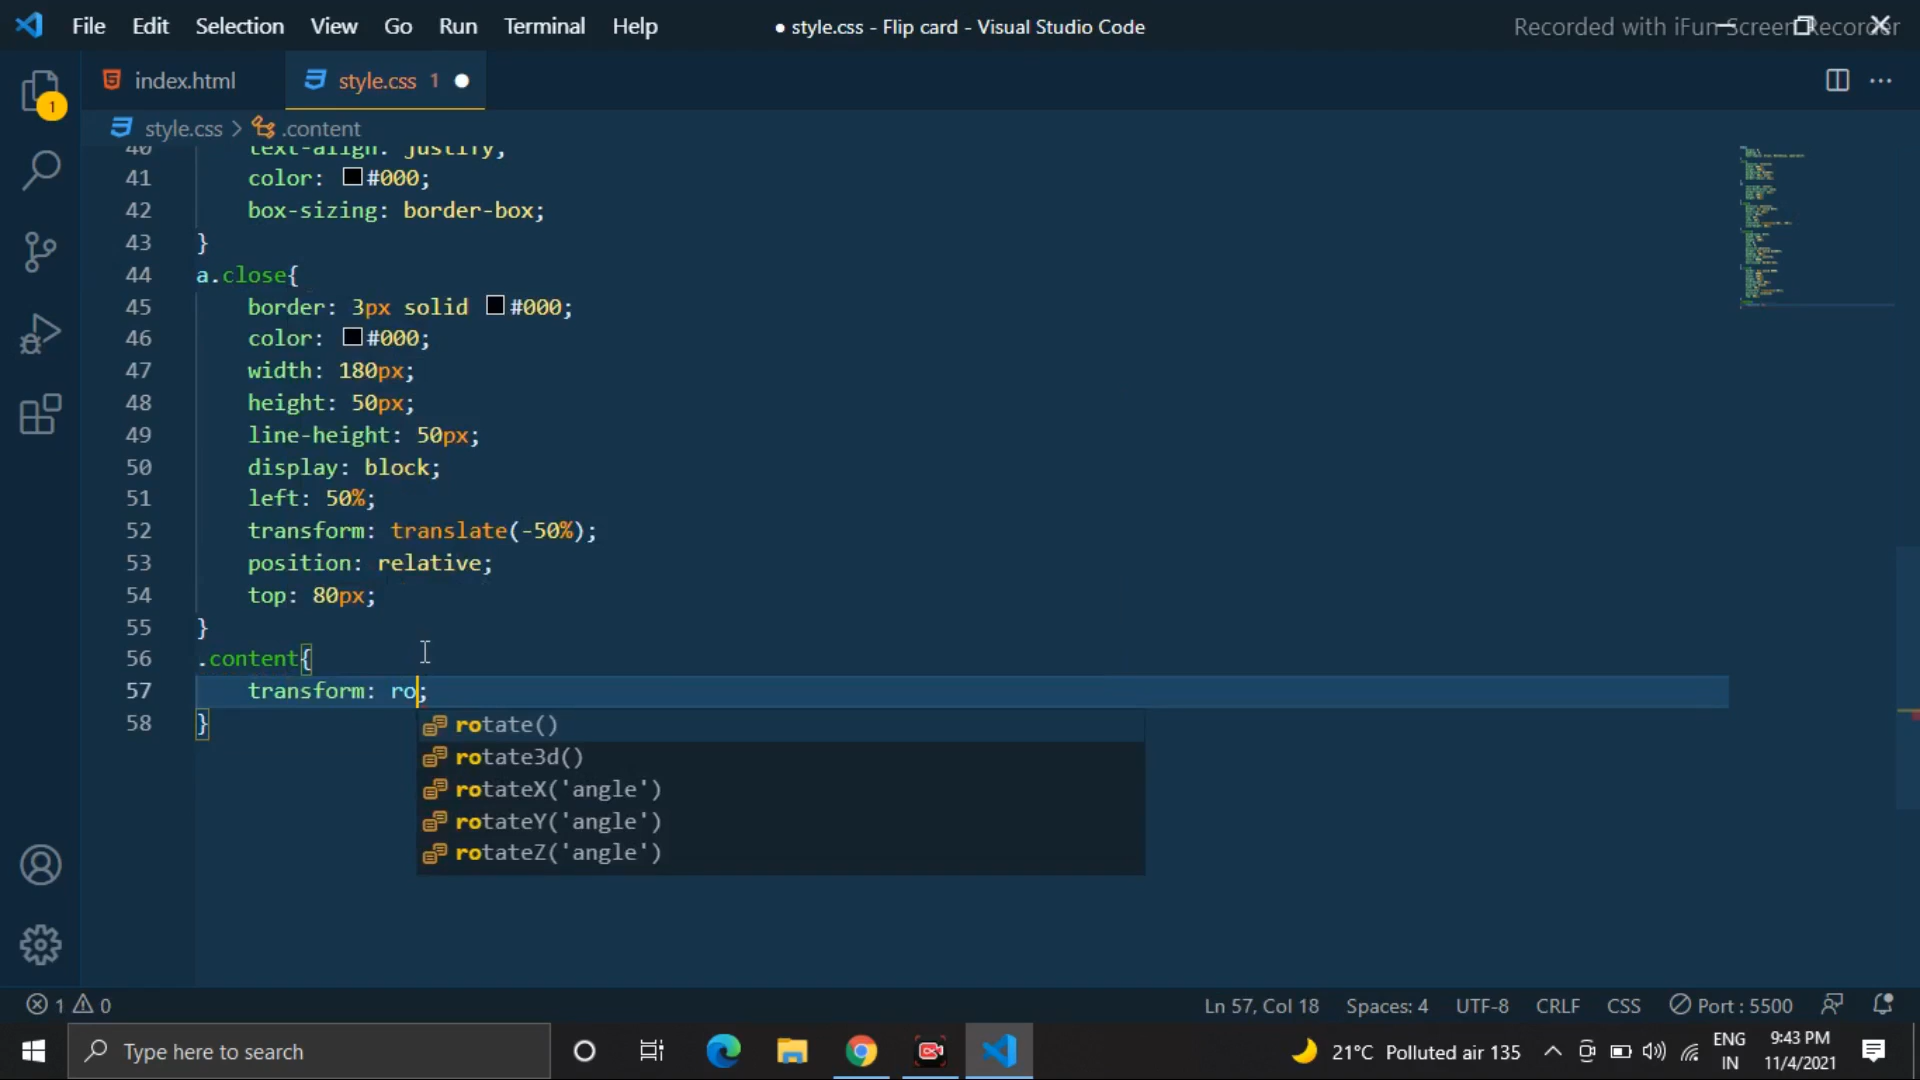 File Edit Selection View Go Run Terminal Help
● style.css - Flip card - Visual Studio Code
Recorded with iFun Screen Recorder
1
index.html
style.css 1 ●
style.css > .content
40 text-align: justify;
41 color: #000;
42 box-sizing: border-box;
43 }
44 a.close{
45 border: 3px solid #000;
46 color: #000;
47 width: 180px;
48 height: 50px;
49 line-height: 50px;
50 display: block;
51 left: 50%;
52 transform: translate(-50%);
53 position: relative;
54 top: 80px;
55 }
56 .content{
57 transform: ro;
58 }
rotate()
rotate3d()
rotateX('angle')
rotateY('angle')
rotateZ('angle')
1 0
Ln 57, Col 18 Spaces: 4 UTF-8 CRLF CSS Port : 5500
Type here to search
21°C Polluted air 135
ENG
IN
9:43 PM
11/4/2021